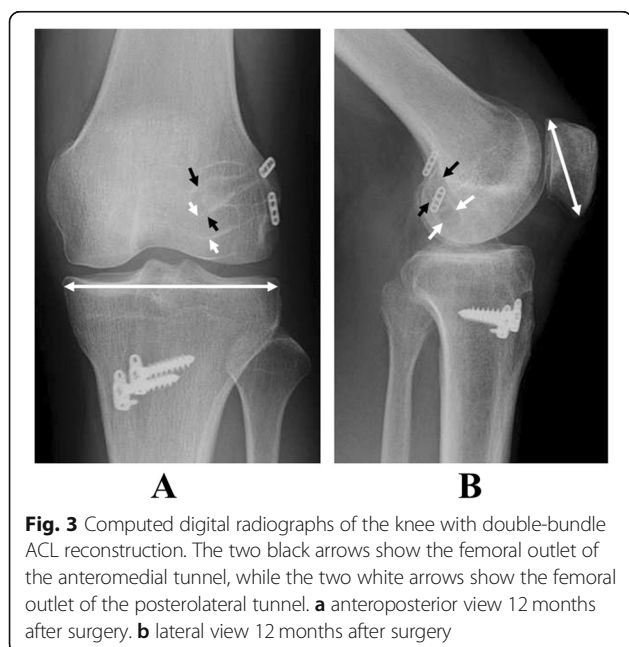 A B
Fig. 3 Computed digital radiographs of the knee with double-bundle
ACL reconstruction. The two black arrows show the femoral outlet of
the anteromedial tunnel, while the two white arrows show the femoral
outlet of the posterolateral tunnel. a anteroposterior view 12 months
after surgery. b lateral view 12 months after surgery